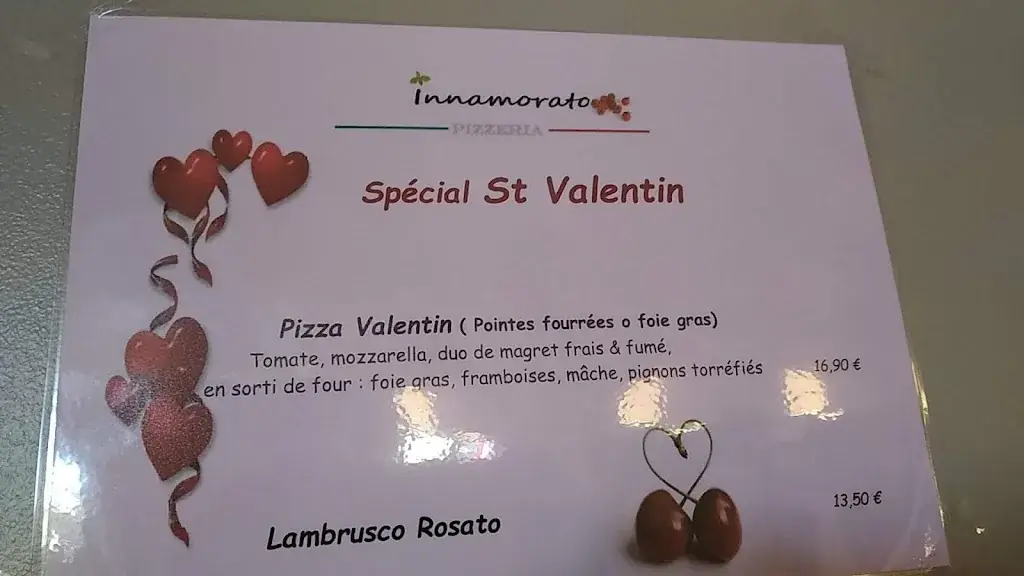 Innamorato
PIZZERIA
Spécial St Valentin
Pizza Valentin ( Pointes fourrées o foie gras)
Tomate, mozzarella, duo de magret frais & fumé,
en sorti de four : foie gras, framboises, mâche, pignons torréfiés 16,90 €
Lambrusco Rosato 13,50 €